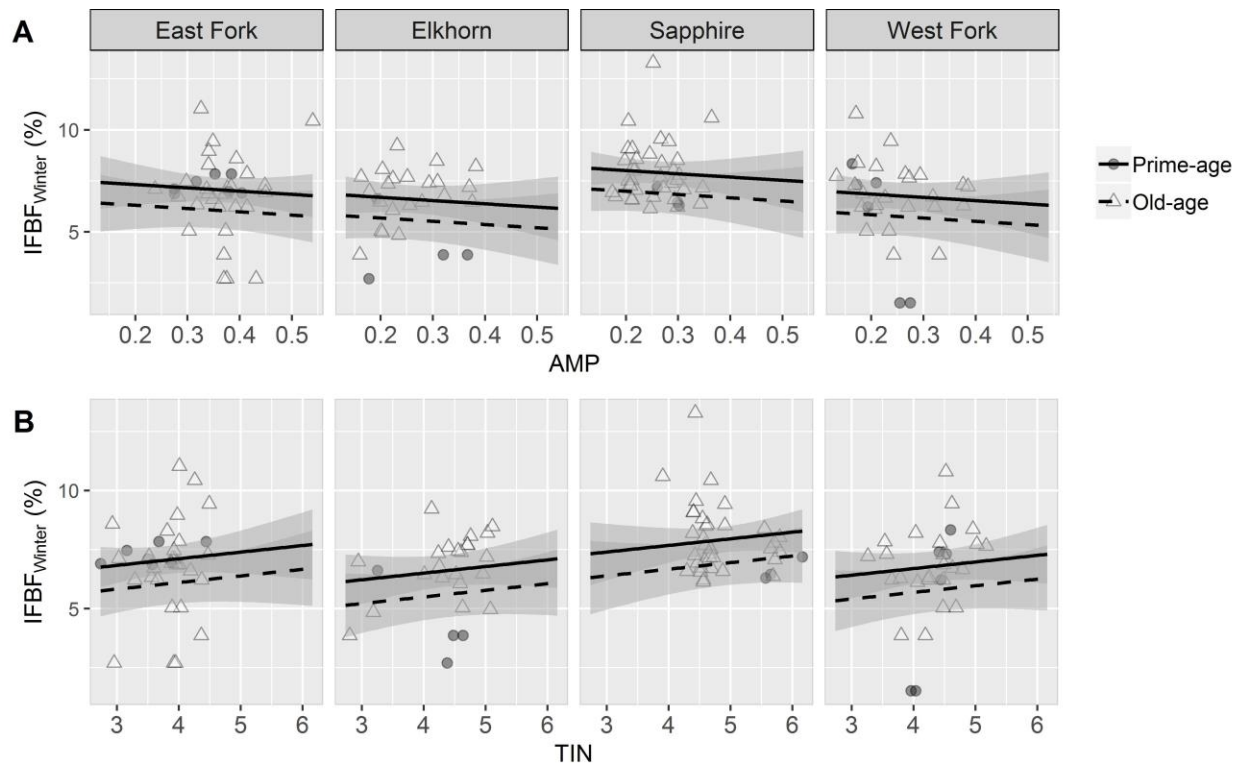 A
East Fork Elkhorn Sapphire West Fork
IFBFWinter (%)
10
5
0.2 0.3 0.4 0.5 0.2 0.3 0.4 0.5 0.2 0.3 0.4 0.5 0.2 0.3 0.4 0.5
AMP
Prime-age
Old-age
B
IFBFWinter (%)
10
5
3 4 5 6 3 4 5 6 3 4 5 6 3 4 5 6
TIN